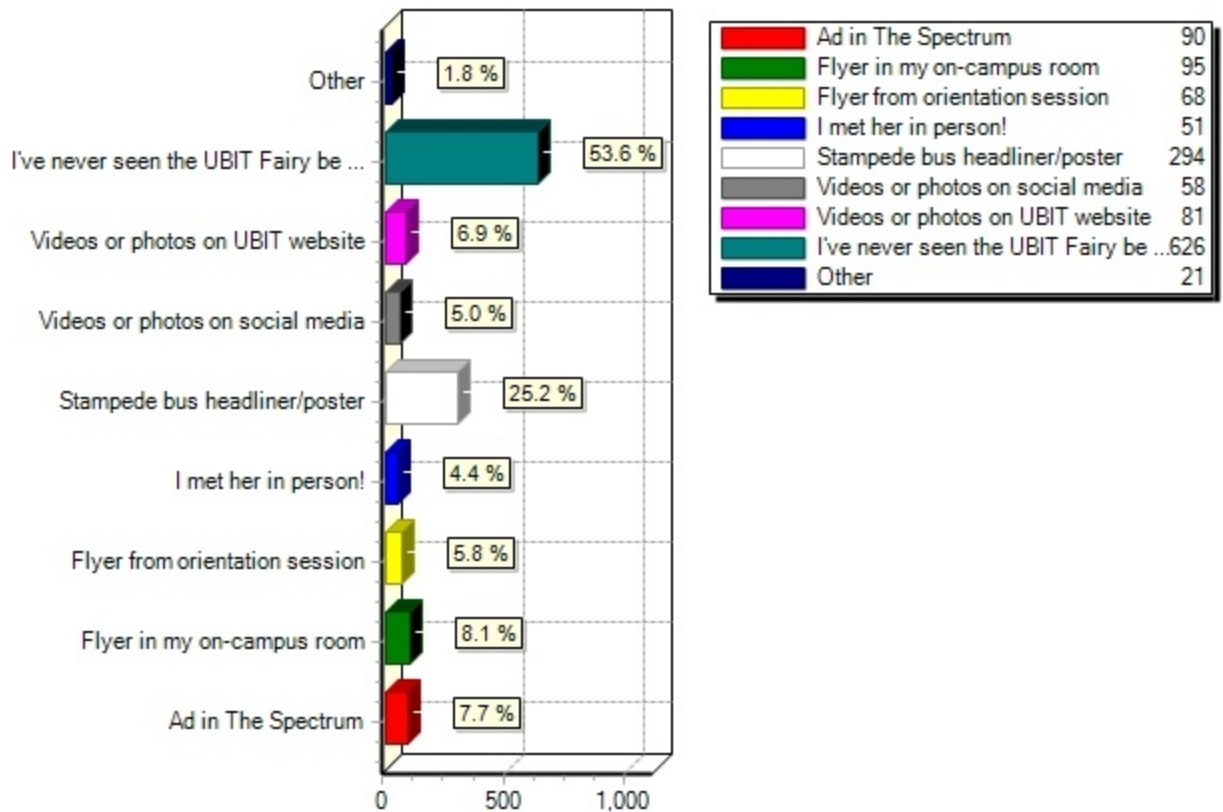 Other
1.8 %
I've never seen the UBIT Fairy be ...
53.6 %
Videos or photos on UBIT website
6.9 %
Videos or photos on social media
5.0 %
Stampede bus headliner/poster
25.2 %
I met her in person!
4.4 %
Flyer from orientation session
5.8 %
Flyer in my on-campus room
8.1 %
Ad in The Spectrum
7.7 %
0 500 1,000
Ad in The Spectrum 90
Flyer in my on-campus room 95
Flyer from orientation session 68
I met her in person! 51
Stampede bus headliner/poster 294
Videos or photos on social media 58
Videos or photos on UBIT website 81
I've never seen the UBIT Fairy be ...626
Other 21